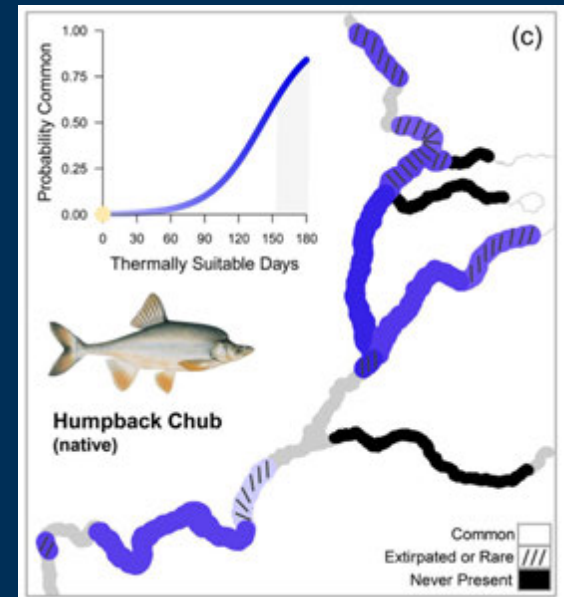 (c)
Probability Common
1.00
0.75
0.50
0.25
0.00
0 30 60 90 120 150 180
Thermally Suitable Days
Humpback Chub
(native)
Common
Extirpated or Rare
Never Present